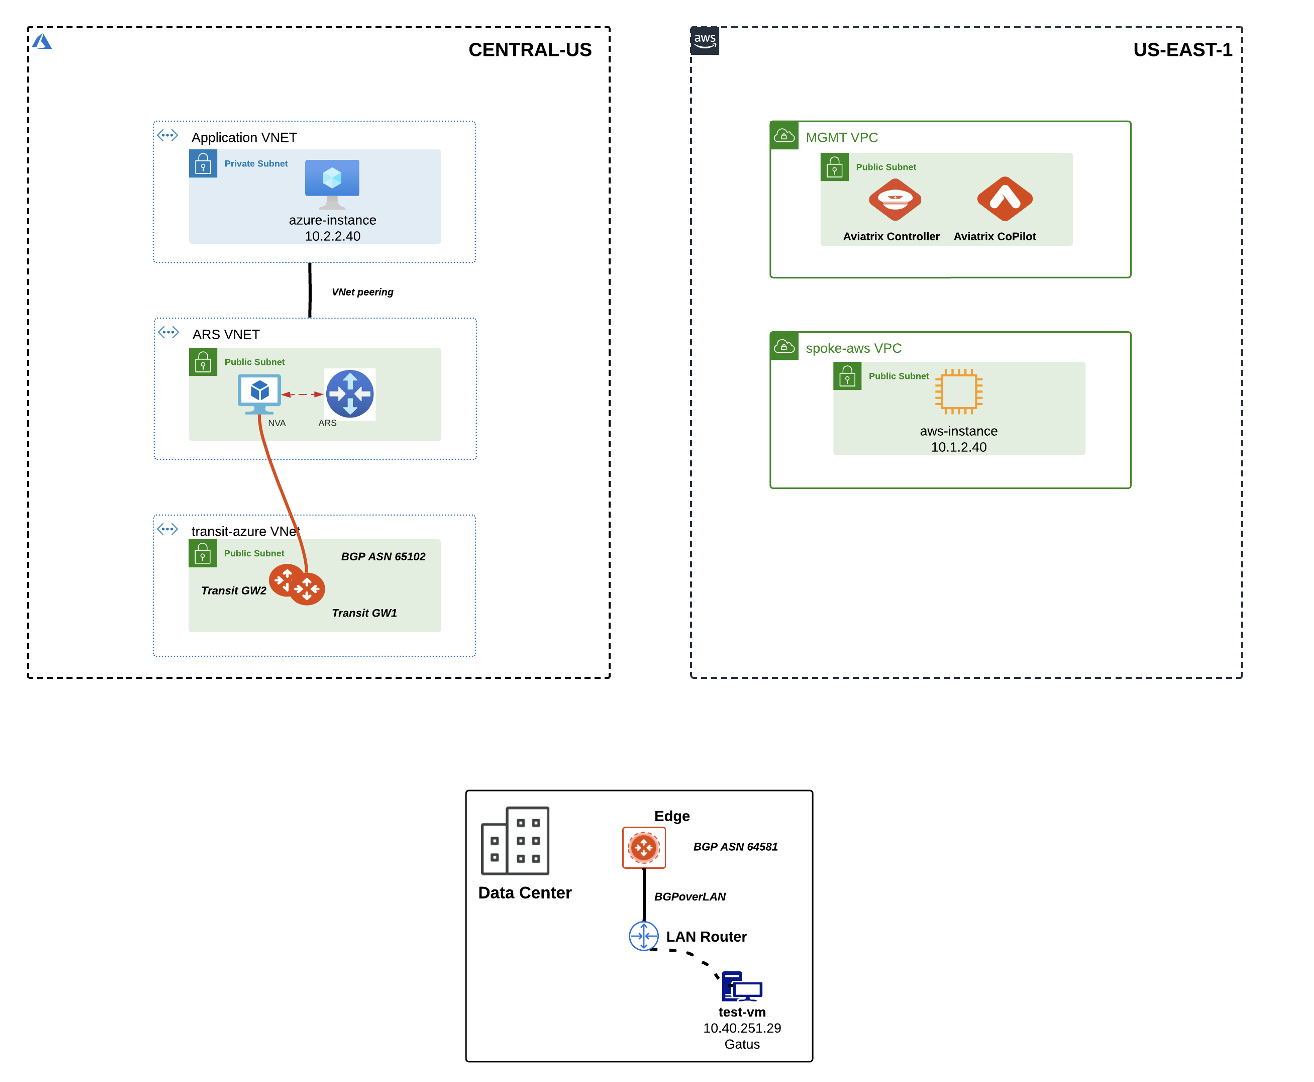 CENTRAL-US
Application VNET
Private Subnet
azure-instance
10.2.2.40
VNet peering
ARS VNET
Public Subnet
NVA
ARS
transit-azure VNet
Public Subnet
BGP ASN 65102
Transit GW2
Transit GW1
aws
US-EAST-1
MGMT VPC
Public Subnet
Aviatrix Controller
Aviatrix CoPilot
spoke-aws VPC
Public Subnet
aws-instance
10.1.2.40
Data Center
Edge
BGP ASN 64581
BGPoverLAN
LAN Router
test-vm
10.40.251.29
Gatus